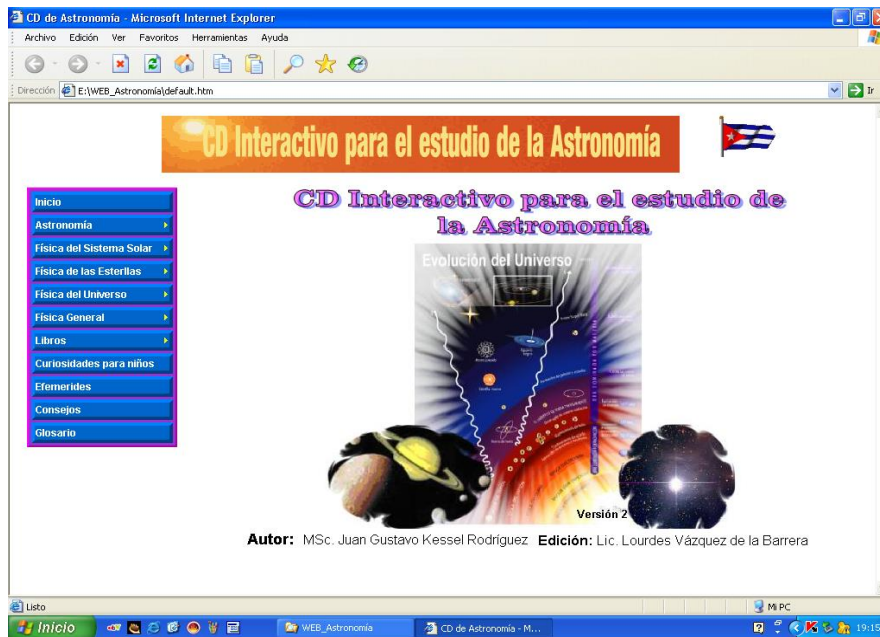 CD de Astronomía - Microsoft Internet Explorer
Archivo Edición Ver Favoritos Herramientas Ayuda
Dirección E:\WEB_Astronomia\default.htm Ir
CD Interactivo para el estudio de la Astronomía
CD Interactivo para el estudio de
la Astronomía
Inicio
Astronomía
Física del Sistema Solar
Física de las Esterllas
Física del Universo
Física General
Libros
Curiosidades para niños
Efemerides
Consejos
Glosario
Evolución del Universo
Versión 2
Autor: MSc. Juan Gustavo Kessel Rodríguez Edición: Lic. Lourdes Vázquez de la Barrera
Listo Mi PC
Inicio WEB_Astronomia CD de Astronomía - M... 19:15